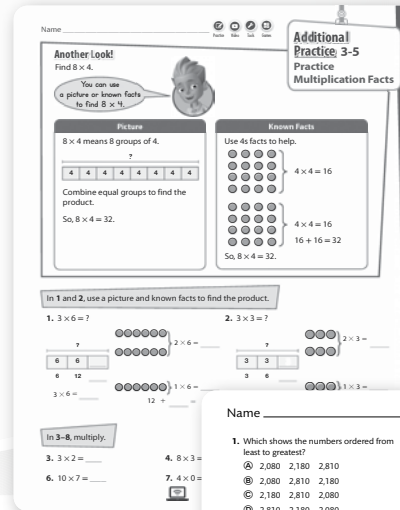 Name
Practice Video Tools Games
Additional
Practice 3-5
Practice
Multiplication Facts
Another Look!
Find 8 × 4.
You can use
a picture or known facts
to find 8 × 4.
Picture
8 × 4 means 8 groups of 4.
?
4 4 4 4 4 4 4 4
Combine equal groups to find the
product.
So, 8 × 4 = 32.
Known Facts
Use 4s facts to help.
4 × 4 = 16
4 × 4 = 16
16 + 16 = 32
So, 8 × 4 = 32.
In 1 and 2, use a picture and known facts to find the product.
1. 3 × 6 = ?
?
6 6
6 12
3 × 6 =
2 × 6 =
1 × 6 =
12 + =
2. 3 × 3 = ?
?
3 3
3 6
2 × 3 =
1 × 3 =
In 3–8, multiply.
3. 3 × 2 =
4. 8 × 3 =
6. 10 × 7 =
7. 4 × 0 =
Name
1. Which shows the numbers ordered from
least to greatest?
A 2,080 2,180 2,810
B 2,080 2,810 2,180
C 2,180 2,810 2,080
D 2,810 2,180 2,080